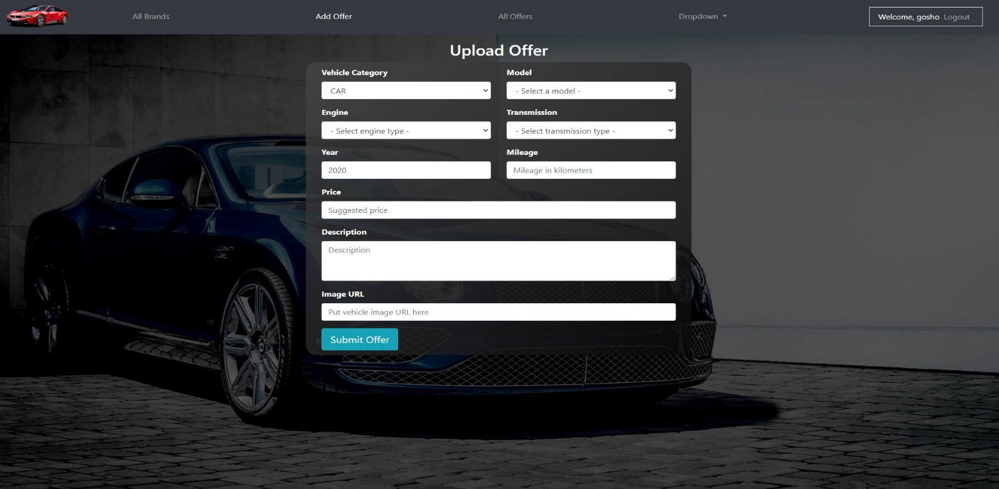 All Brands Add Offer All Offers Dropdown Welcome, gosho Logout
Upload Offer
Vehicle Category Model
CAR - Select a model -
Engine Transmission
- Select engine type - - Select transmission type -
Year Mileage
2020 Mileage in kilometers
Price
Suggested price
Description
Description
Image URL
Put vehicle image URL here
Submit Offer